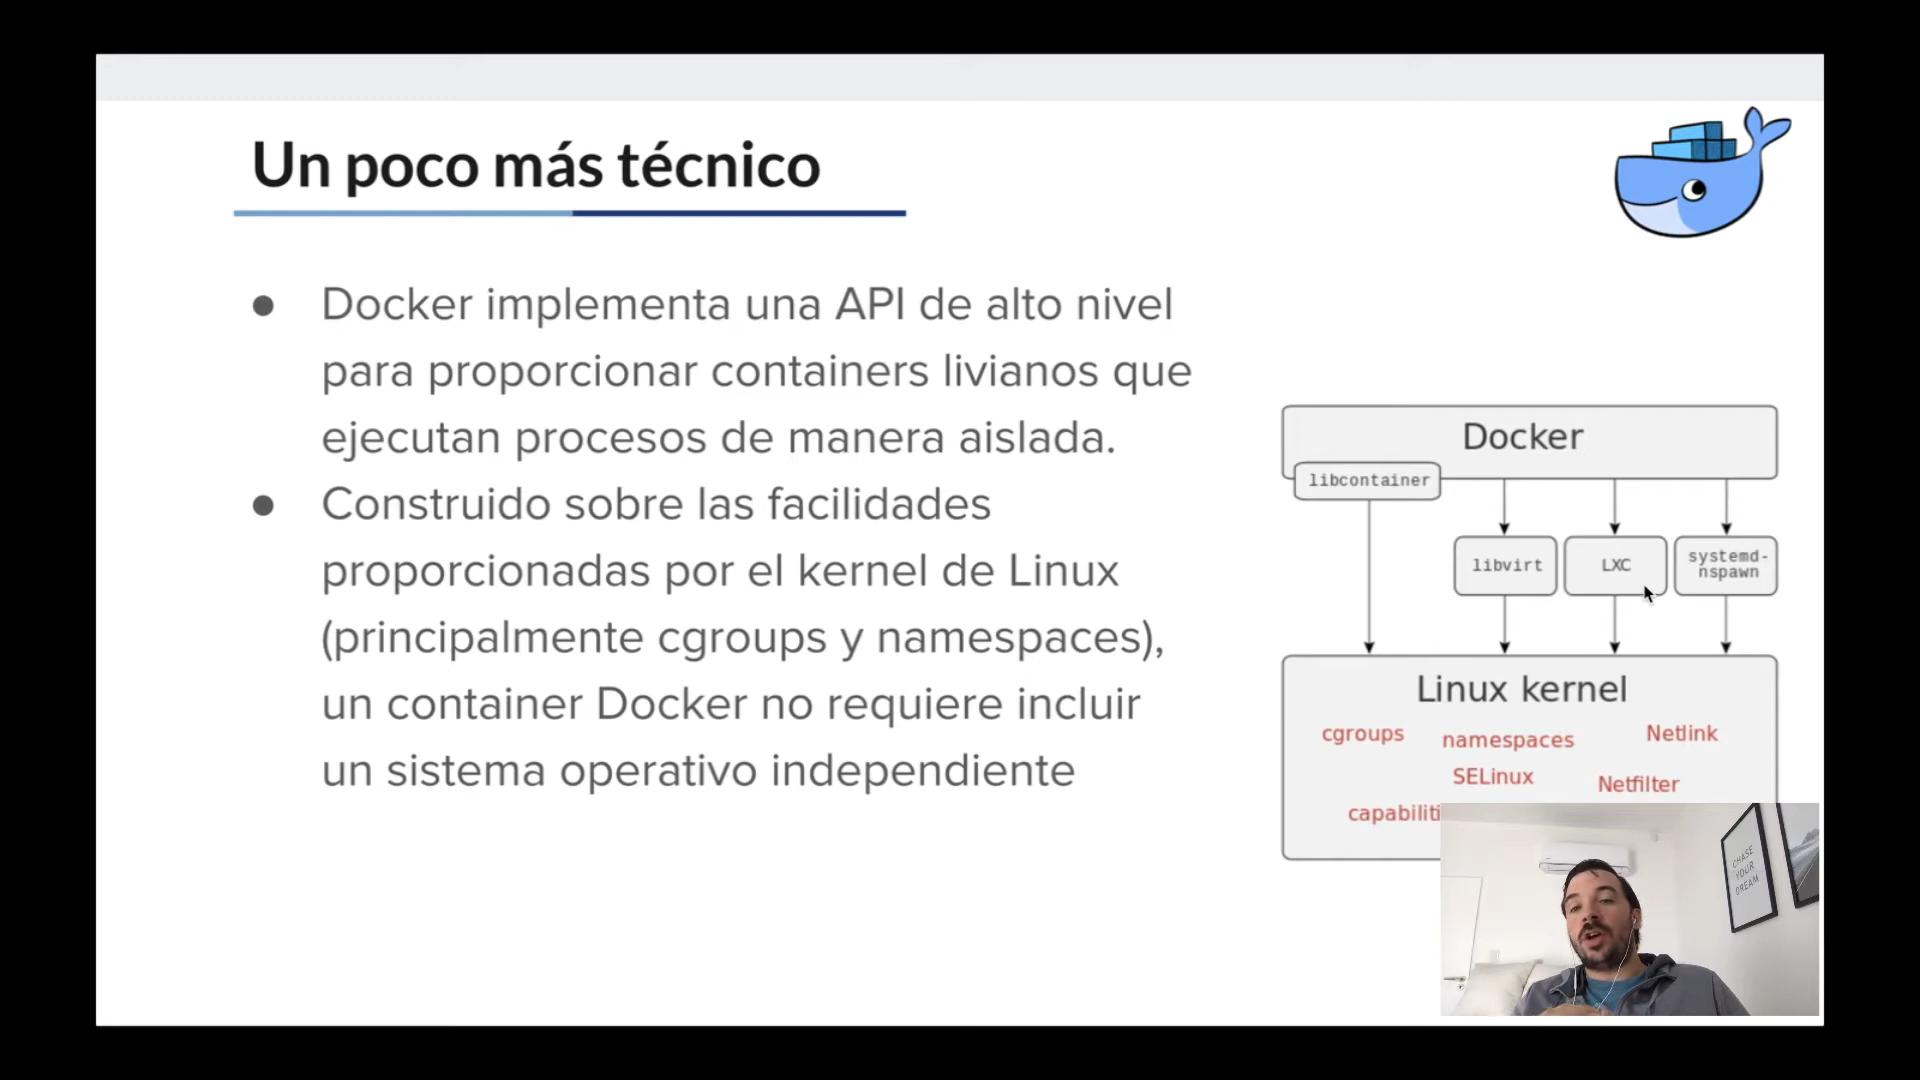 Un poco más técnico
● Docker implementa una API de alto nivel
para proporcionar containers livianos que
ejecutan procesos de manera aislada.
● Construido sobre las facilidades
proporcionadas por el kernel de Linux
(principalmente cgroups y namespaces),
un container Docker no requiere incluir
un sistema operativo independiente
Docker
libcontainer
libvirt
LXC
systemd-
nspawn
Linux kernel
cgroups
namespaces
Netlink
SELinux
Netfilter
capabiliti
CHASE
YOUR
DREAM